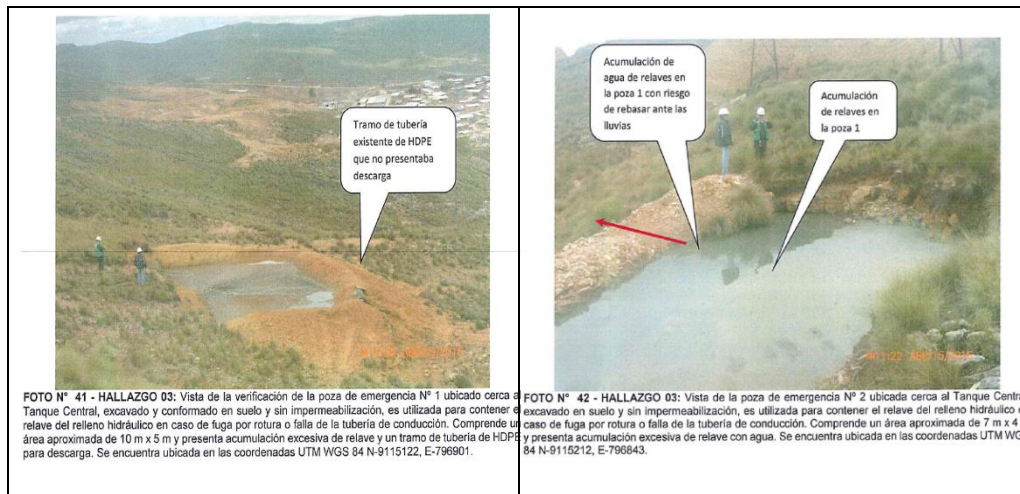 Tramo de tubería
existente de HDPE
que no presentaba
descarga
FOTO N° 41 - HALLAZGO 03: Vista de la verificación de la poza de emergencia N° 1 ubicado cerca al
Tanque Central, excavado y conformado en suelo y sin impermeabilización, es utilizada para contener el
relave del relleno hidráulico en caso de fuga por rotura o falla de la tubería de conducción. Comprende un
área aproximada de 10 m x 5 m y presenta acumulación excesiva de relave y un tramo de tubería de HDPE
para descarga. Se encuentra ubicada en las coordenadas UTM WGS 84 N-9115122, E-796901.
Acumulación de
agua de relaves en
la poza 1 con riesgo
de rebasar ante las
lluvias
Acumulación
de relaves en
la poza 1
FOTO N° 42 - HALLAZGO 03: Vista de la poza de emergencia N° 2 ubicada cerca al Tanque
excavado en suelo y sin impermeabilización, es utilizada para contener el relave del relleno hidráulico
caso de fuga por rotura o falla de la tubería de conducción. Comprende un área aproximada de 7 m x 4
y presenta acumulación excesiva de relave con agua. Se encuentra ubicada en las coordenadas UTM
84 N-9115212, E-796843.